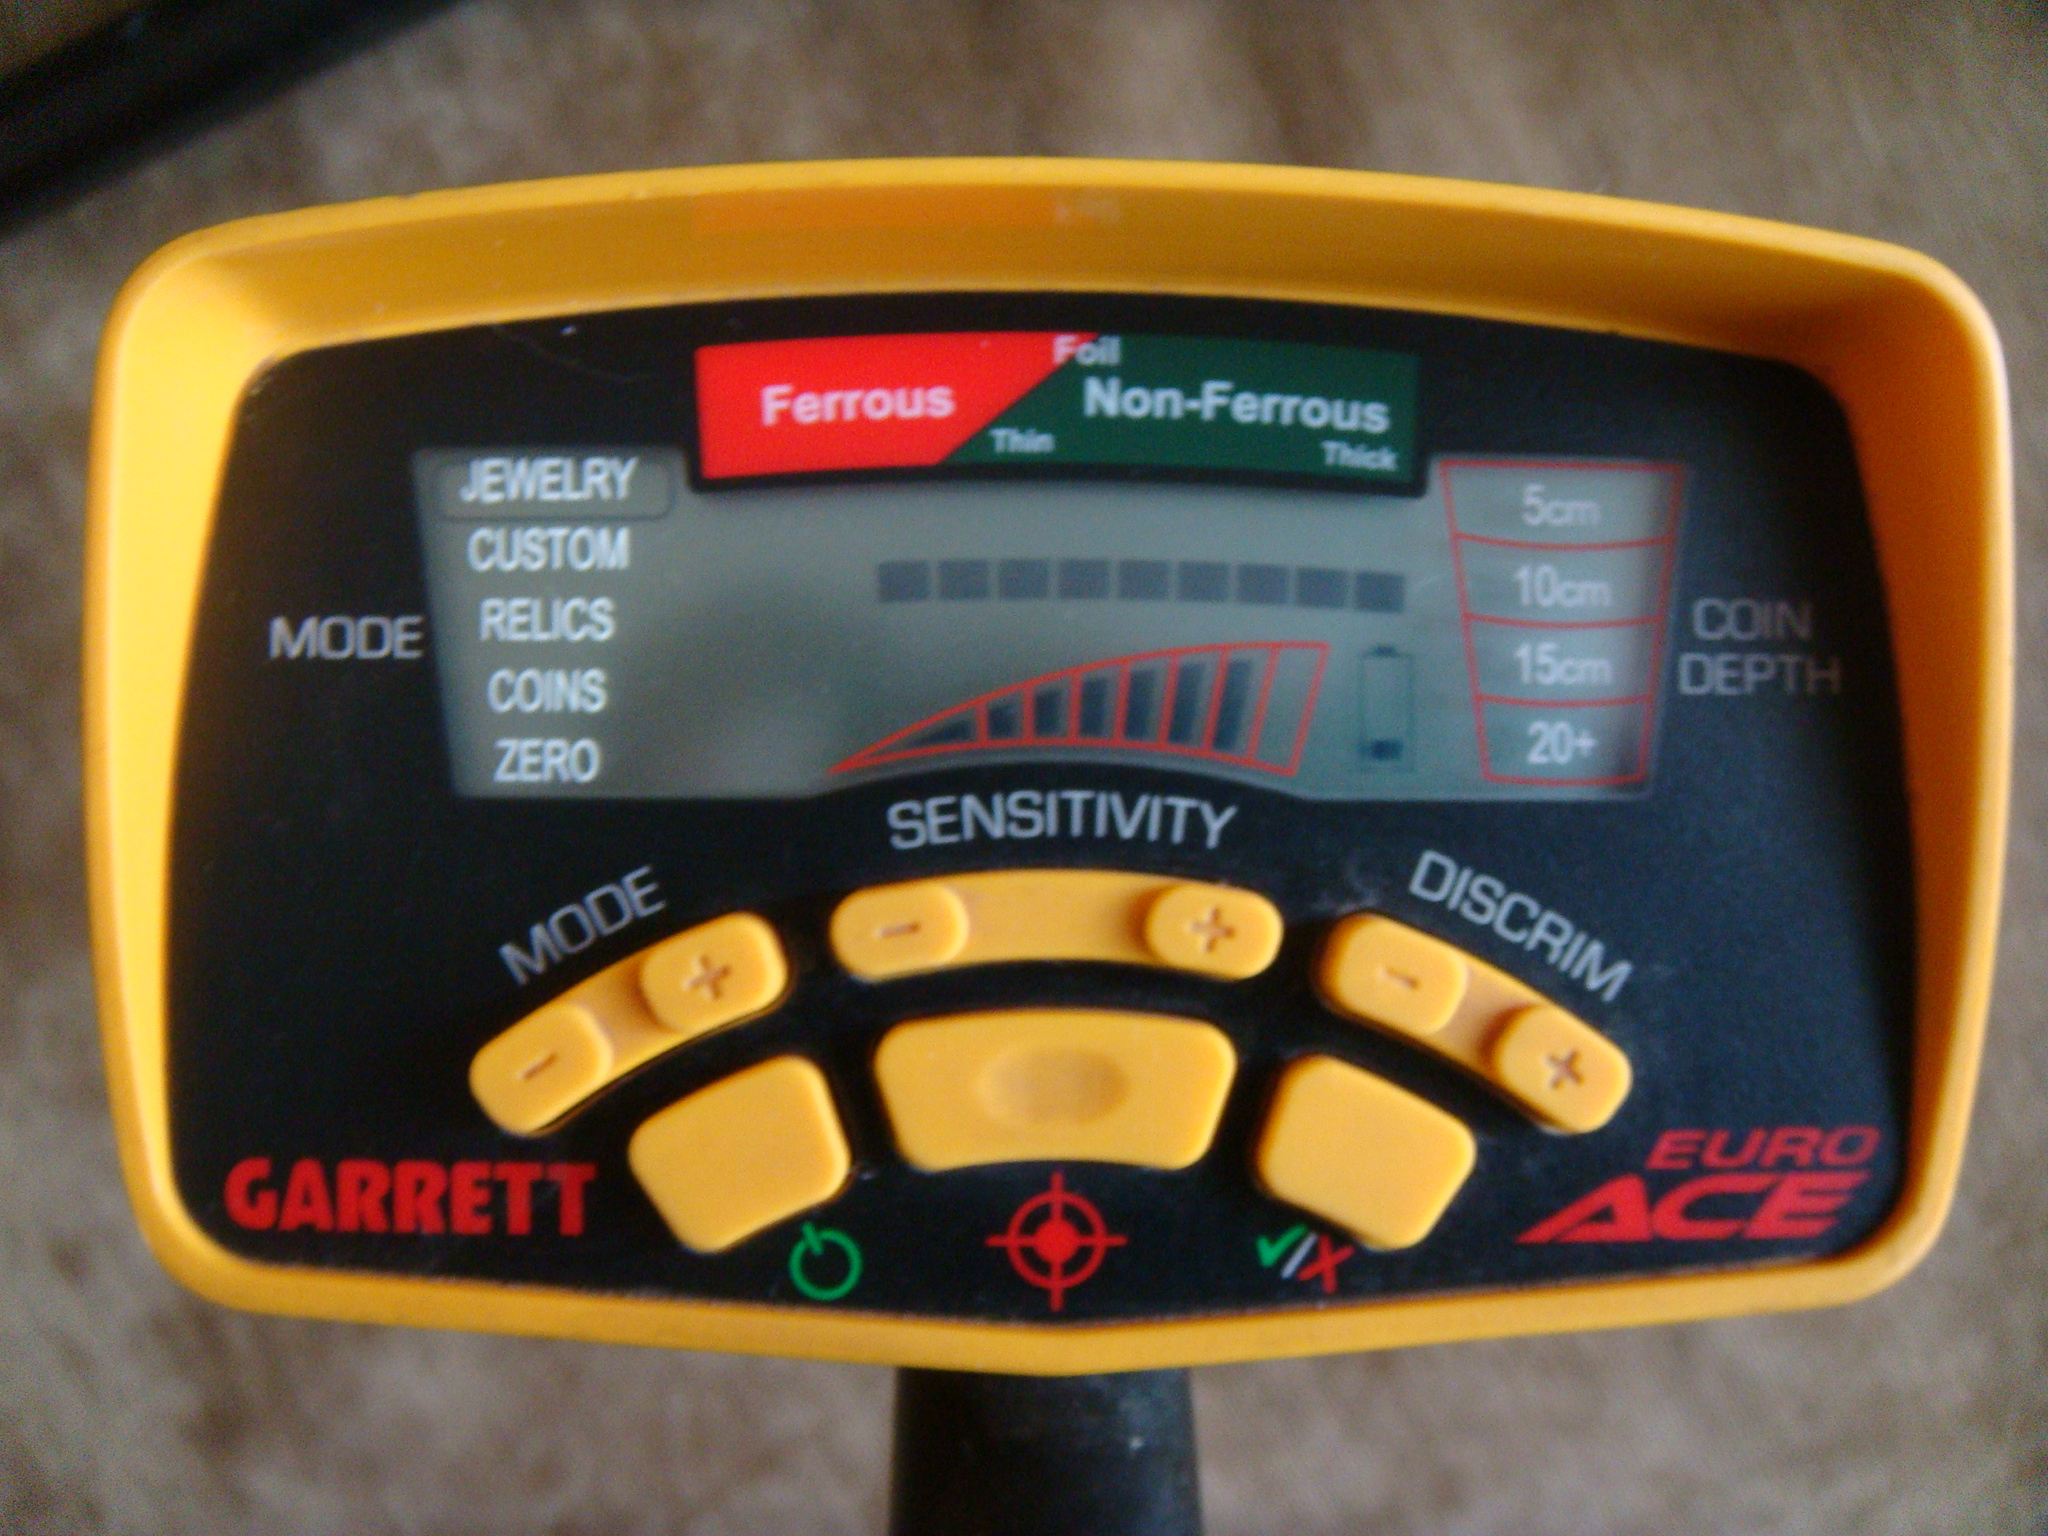 Ferrous
Foil
Non-Ferrous
Thin
Thick
JEWELRY
CUSTOM
RELICS
COINS
ZERO
MODE
5cm
10cm
15cm
20+
COIN
DEPTH
SENSITIVITY
MODE
DISCRIM
- +
- +
- +
GARRETT
EURO
ACE